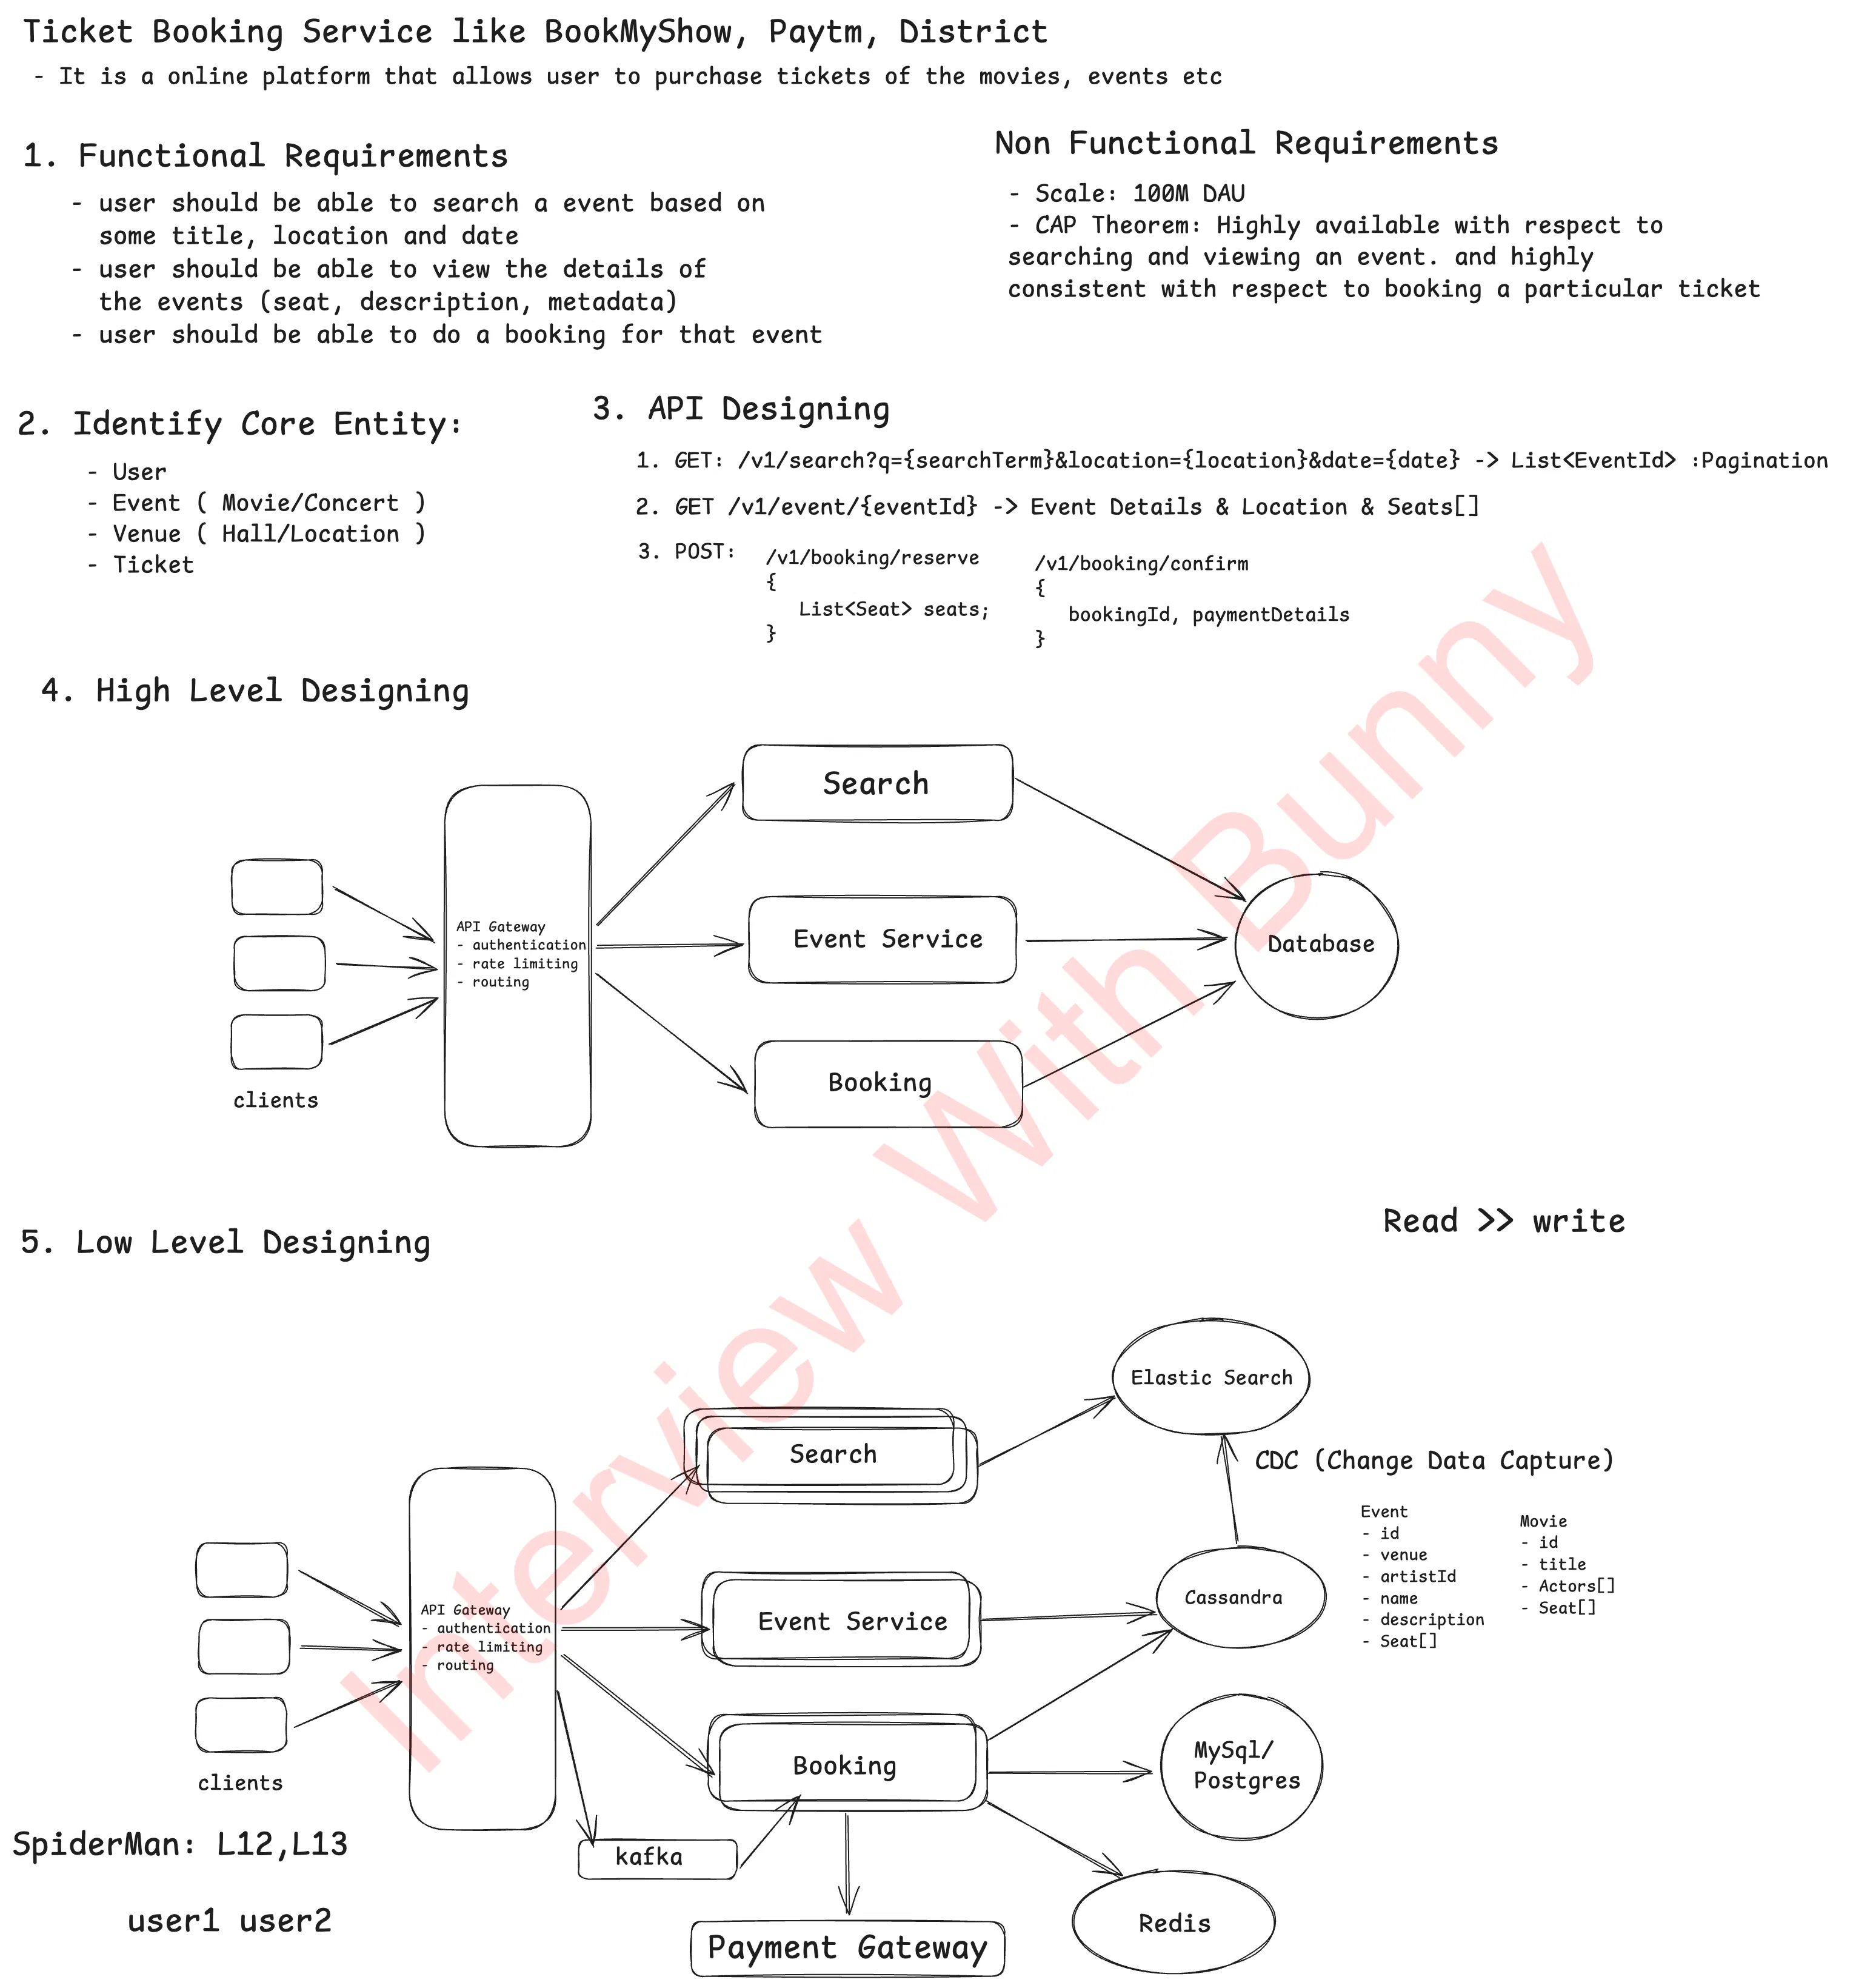 Ticket Booking Service like BookMyShow, Paytm, District
- It is a online platform that allows user to purchase tickets of the movies, events etc
1. Functional Requirements
- user should be able to search a event based on
some title, location and date
- user should be able to view the details of
the events (seat, description, metadata)
- user should be able to do a booking for that event
Non Functional Requirements
- Scale: 100M DAU
- CAP Theorem: Highly available with respect to
searching and viewing an event. and highly
consistent with respect to booking a particular ticket
2. Identify Core Entity:
- User
- Event ( Movie/Concert )
- Venue ( Hall/Location )
- Ticket
3. API Designing
1. GET: /v1/search?q={searchTerm}&location={location}&date={date} -> List<EventId> :Pagination
2. GET /v1/event/{eventId} -> Event Details & Location & Seats[]
3. POST:
/v1/booking/reserve
{
List<Seat> seats;
}
/v1/booking/confirm
{
bookingId, paymentDetails
}
4. High Level Designing
clients
API Gateway
- authentication
- rate limiting
- routing
Search
Event Service
Booking
Database
Interview With Bunny
5. Low Level Designing
Read >> write
clients
API Gateway
- authentication
- rate limiting
- routing
Search
Event Service
Booking
kafka
Payment Gateway
Elastic Search
CDC (Change Data Capture)
Cassandra
Event
- id
- venue
- artistId
- name
- description
- Seat[]
Movie
- id
- title
- Actors[]
- Seat[]
MySql/
Postgres
Redis
SpiderMan: L12,L13
user1 user2